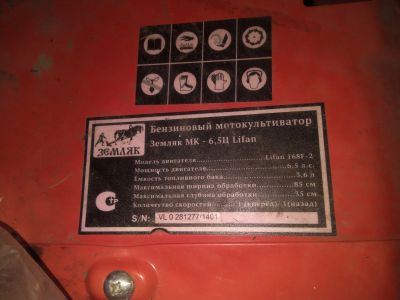 ЗЕМЛЯК
Бензиновый мотокультиватор
Земляк МК - 6,5Ц Lifan
Модель двигателя Lifan 168F-2
Мощность двигателя 6.5 л.с.
Емкость топливного бака 3,6 л
Максимальная ширина обработки 85 см
Максимальная глубина обработки 35 см
Количество скоростей 1 (вперёд) /1(назад)
S/N: VL 0 281277/1401